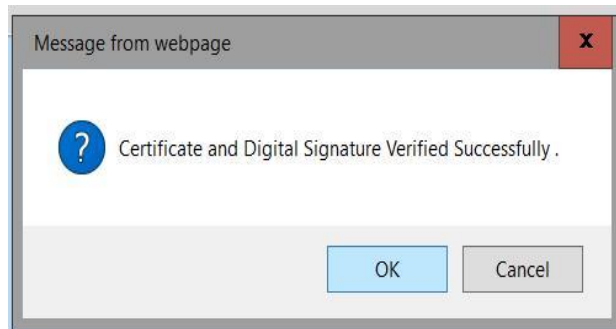 Message from webpage
x
?
Certificate and Digital Signature Verified Successfully .
OK
Cancel